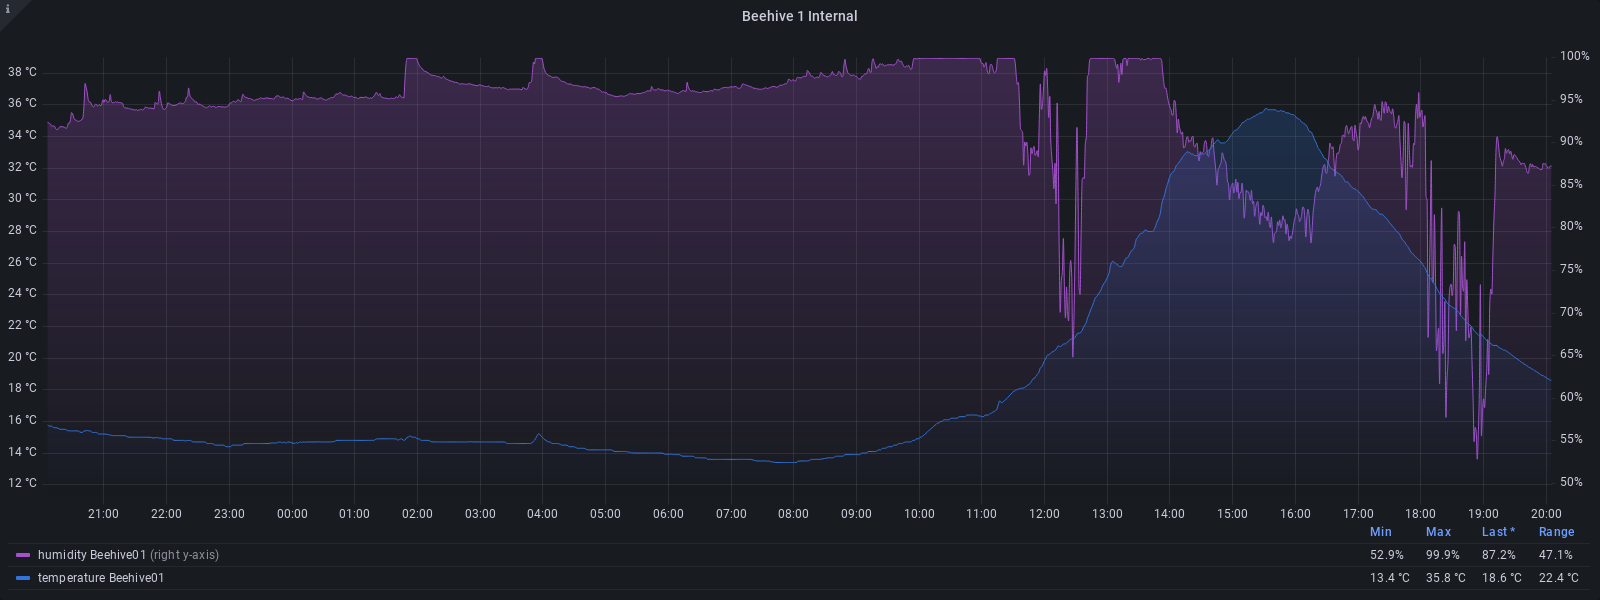 i
Beehive 1 Internal
38 °C
36 °C
34 °C
32 °C
30 °C
28 °C
26 °C
24 °C
22 °C
20 °C
18 °C
16 °C
14 °C
12 °C
100%
95%
90%
85%
80%
75%
70%
65%
60%
55%
50%
21:00 22:00 23:00 00:00 01:00 02:00 03:00 04:00 05:00 06:00 07:00 08:00 09:00 10:00 11:00 12:00 13:00 14:00 15:00 16:00 17:00 18:00 19:00 20:00
Min Max Last * Range
humidity Beehive01 (right y-axis) 52.9% 99.9% 87.2% 47.1%
temperature Beehive01 13.4 °C 35.8 °C 18.6 °C 22.4 °C